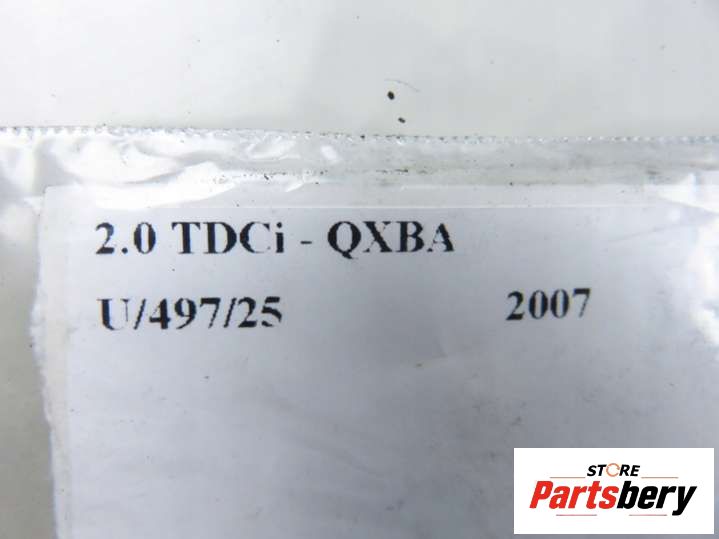 2.0 TDCi - QXBA
U/497/25 2007
STORE
Partsbery